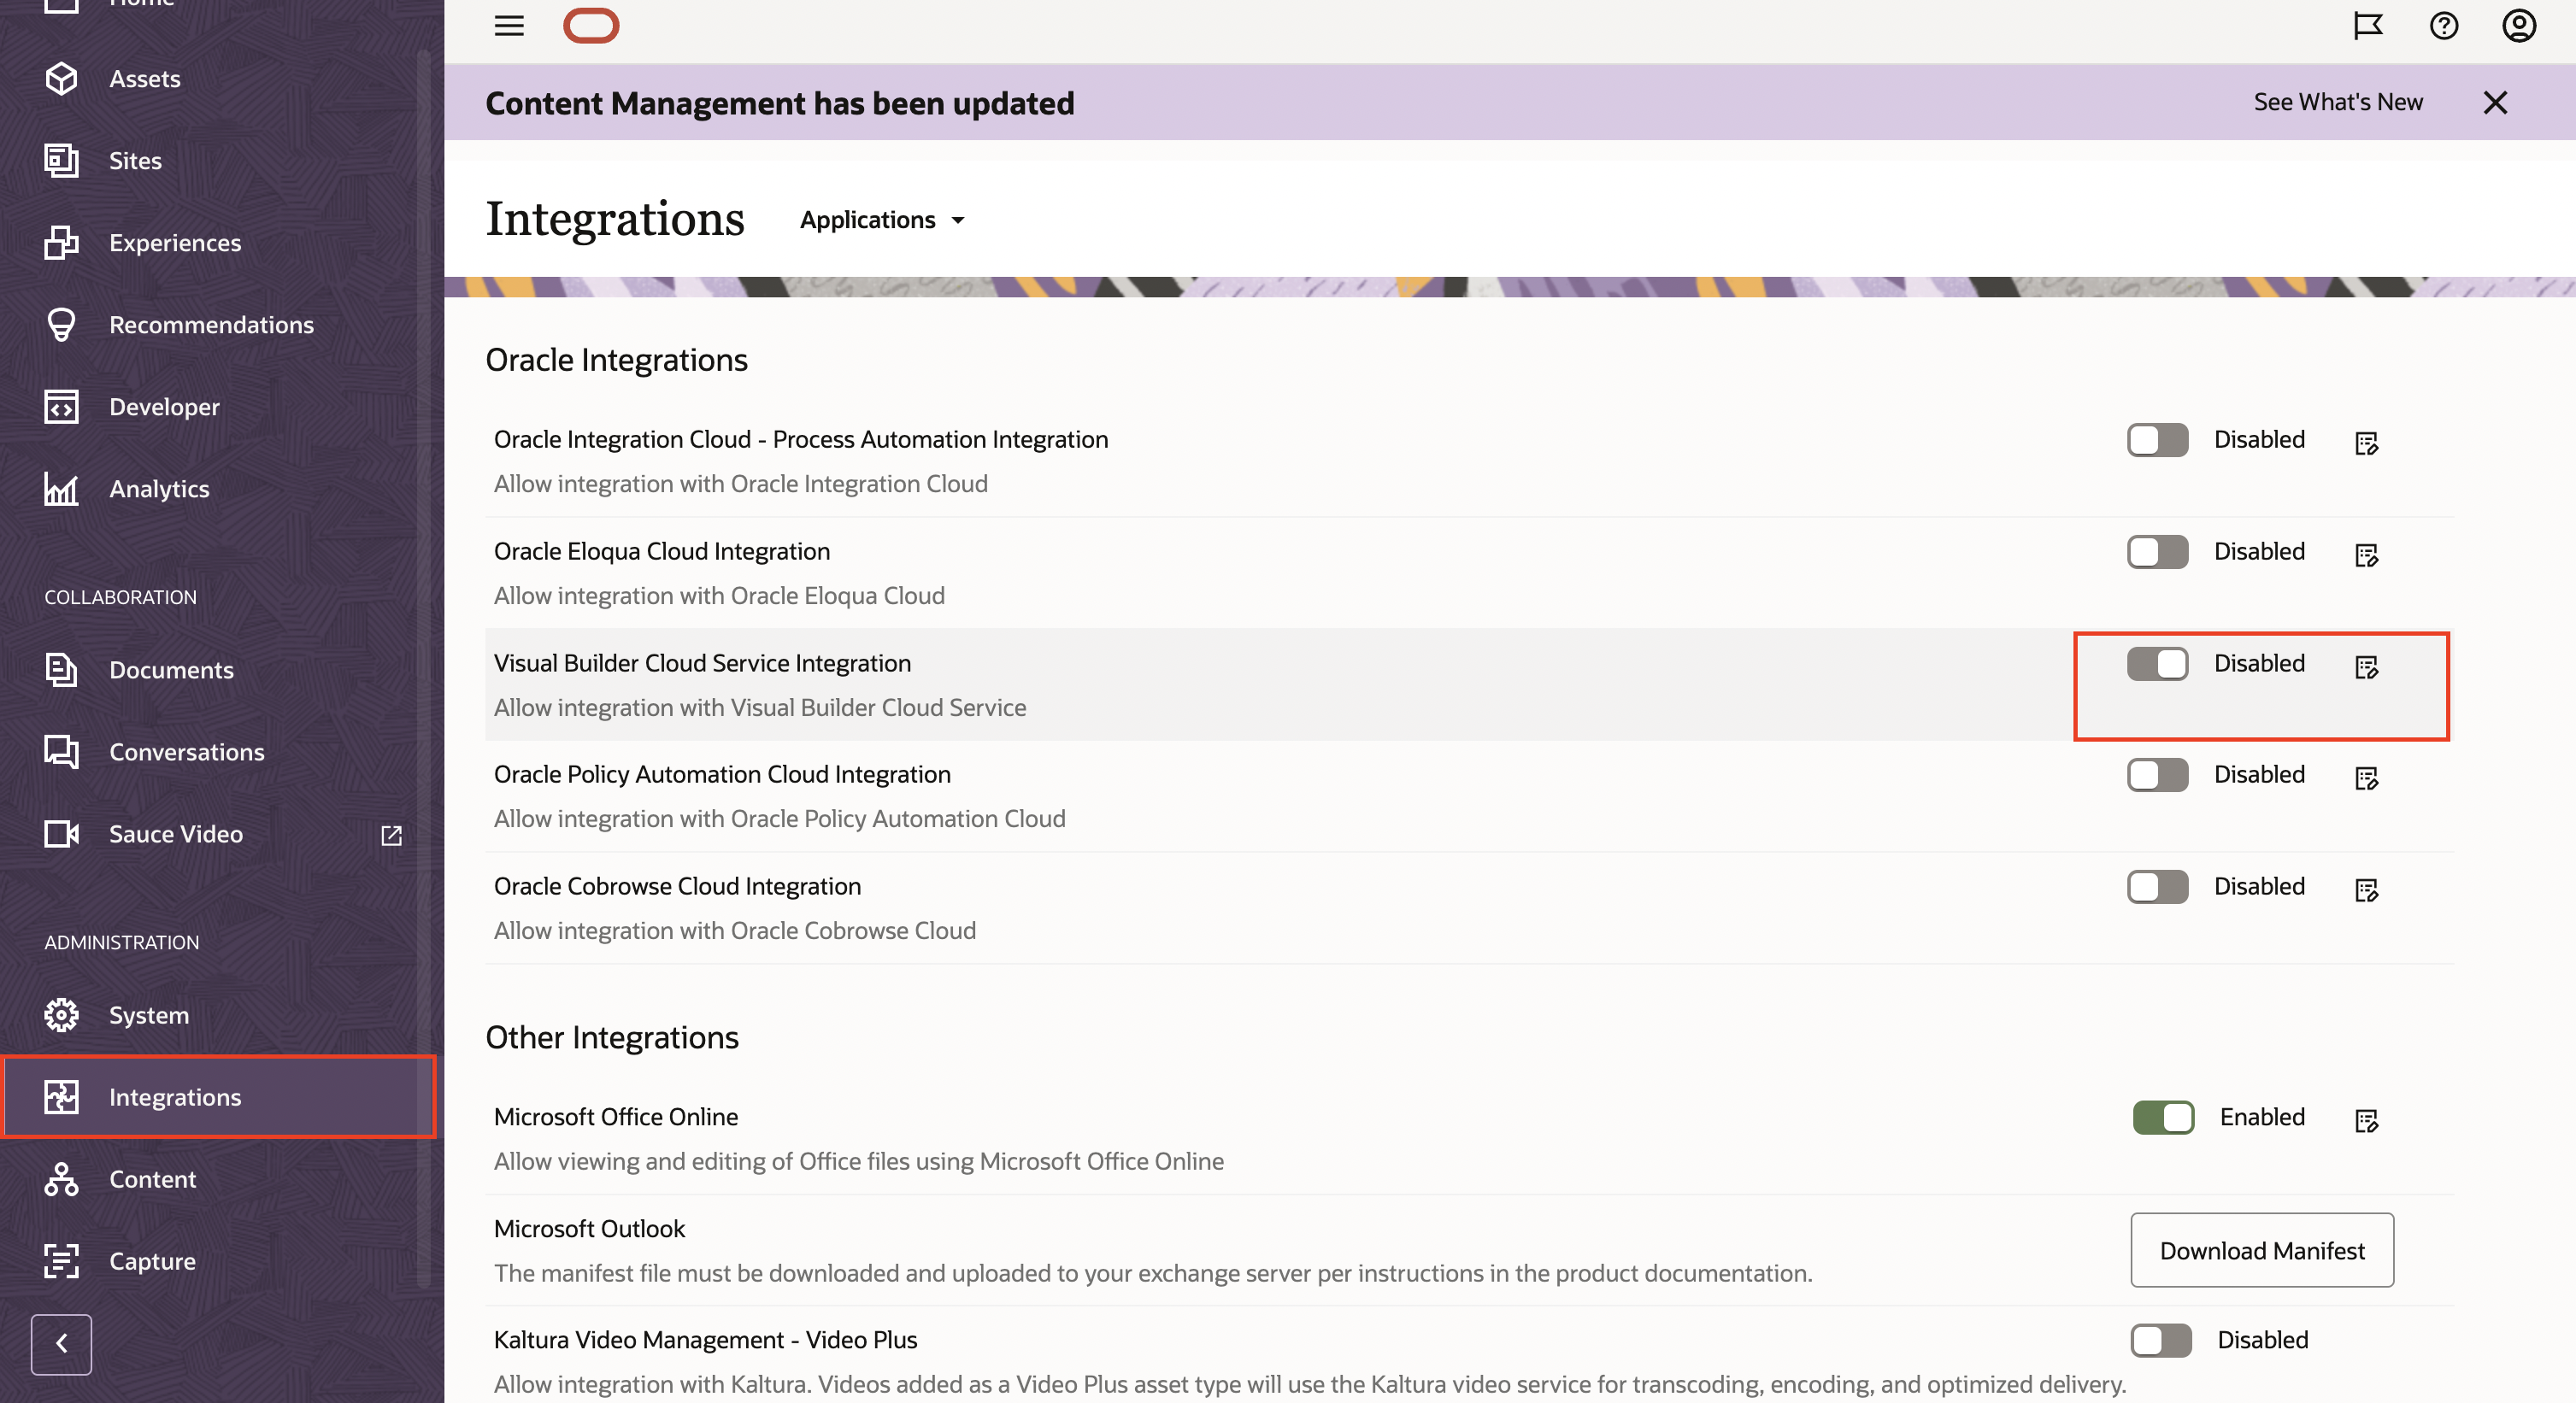 Home
Assets
Sites
Experiences
Recommendations
Developer
Analytics
COLLABORATION
Documents
Conversations
Sauce Video
ADMINISTRATION
System
Integrations
Content
Capture
Content Management has been updated
See What's New
Integrations
Applications
Oracle Integrations
Oracle Integration Cloud - Process Automation Integration
Disabled
Allow integration with Oracle Integration Cloud
Oracle Eloqua Cloud Integration
Disabled
Allow integration with Oracle Eloqua Cloud
Visual Builder Cloud Service Integration
Disabled
Allow integration with Visual Builder Cloud Service
Oracle Policy Automation Cloud Integration
Disabled
Allow integration with Oracle Policy Automation Cloud
Oracle Cobrowse Cloud Integration
Disabled
Allow integration with Oracle Cobrowse Cloud
Other Integrations
Microsoft Office Online
Enabled
Allow viewing and editing of Office files using Microsoft Office Online
Microsoft Outlook
Download Manifest
The manifest file must be downloaded and uploaded to your exchange server per instructions in the product documentation.
Kaltura Video Management - Video Plus
Disabled
Allow integration with Kaltura. Videos added as a Video Plus asset type will use the Kaltura video service for transcoding, encoding, and optimized delivery.